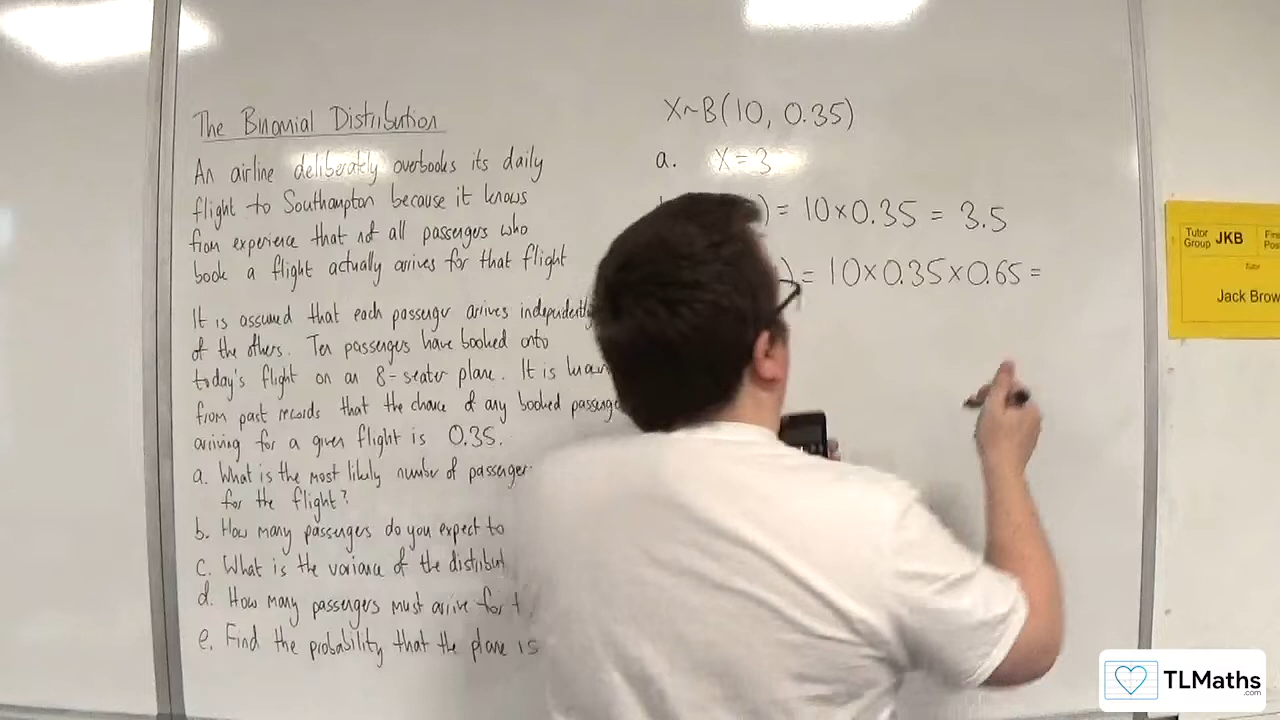 The Binomial Distribution
An airline deliberately overbooks its daily
flight to Southampton because it knows
from experience that not all passengers who
book a flight actually arrives for that flight
It is assumed that each passenger arrives independently
of the others. Ten passengers have booked onto
today's flight on an 8-seater plane. It is
from past records that the chance of any booked
arriving for a given flight is 0.35.
a. What is the most likely number of passenger
for the flight?
b. How many passengers do you expect to
c. What is the variance of the
d. How many passengers must arrive for
e. Find the probability that the plane is
X~B(10, 0.35)
a. X = 3
) = 10×0.35 = 3.5
) = 10×0.35×0.65 =
Tutor
Group JKB
Tutor
Jack
TLMaths
.com